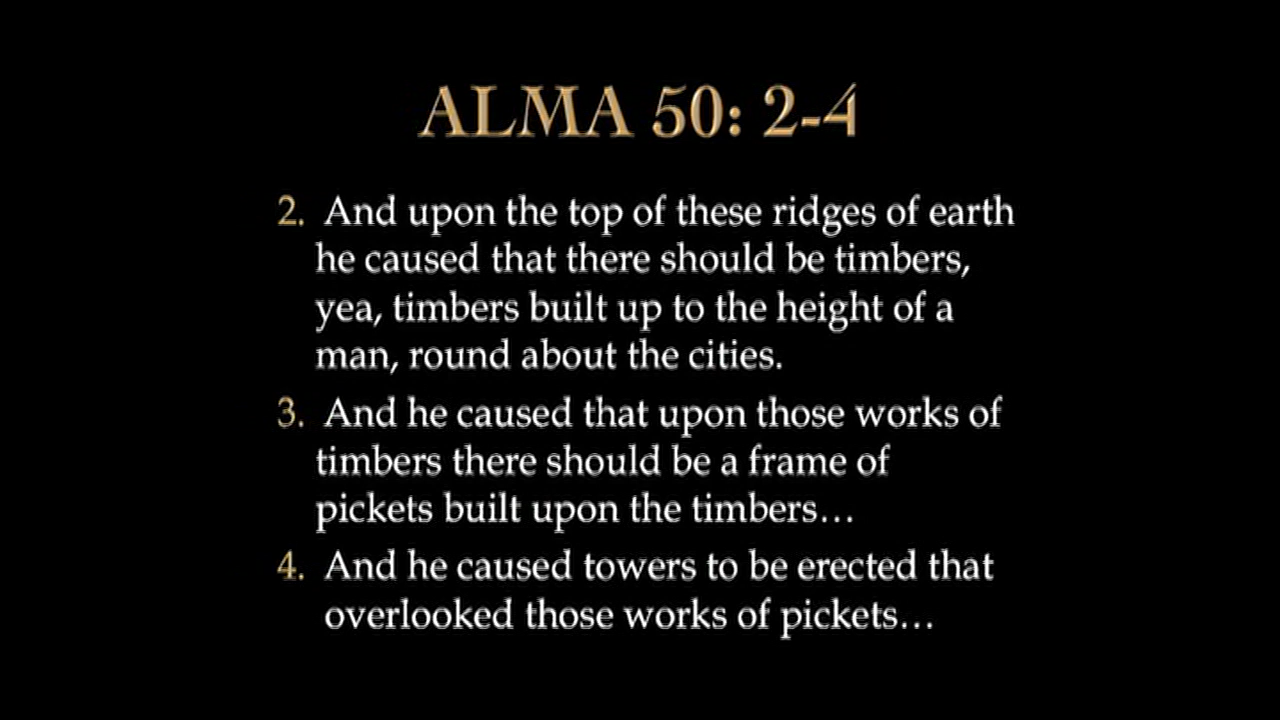 ALMA 50: 2-4
2. And upon the top of these ridges of earth
he caused that there should be timbers,
yea, timbers built up to the height of a
man, round about the cities.
3. And he caused that upon those works of
timbers there should be a frame of
pickets built upon the timbers…
4. And he caused towers to be erected that
overlooked those works of pickets…